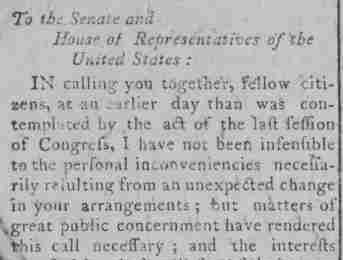 To the Senate and
House of Representatives of the
United States :
IN calling you together, fellow citi-
zens, at an earlier day than was con-
templated by the act of the laſt ſeſſion
of Congreſs, I have not been inſenſible
to the perſonal inconveniencies neceſſa-
rily reſulting from an unexpected change
in your arrangements ; but matters of
great public concernment have rendered
this call neceſſary ; and the intereſts